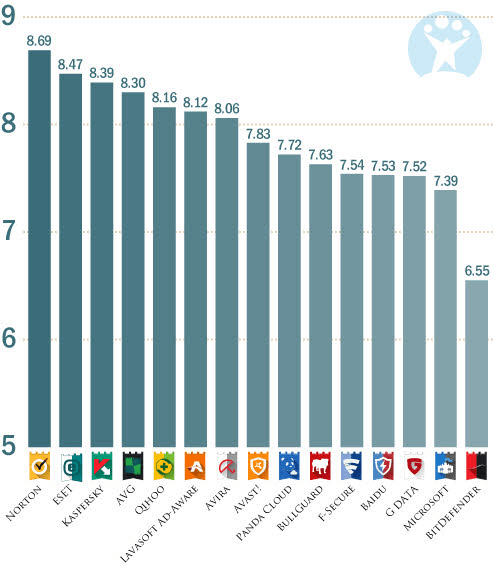 9
8.69
8.47
8.39
8.30
8.16
8.12
8.06
8
7.83
7.72
7.63
7.54
7.53
7.52
7.39
7
6.55
6
5
Norton
ESET
Kaspersky
AVG
Qihoo
Lavasoft Ad-Aware
Avira
Avast!
Panda Cloud
BullGuard
F-Secure
Baidu
G Data
Microsoft
BitDefender